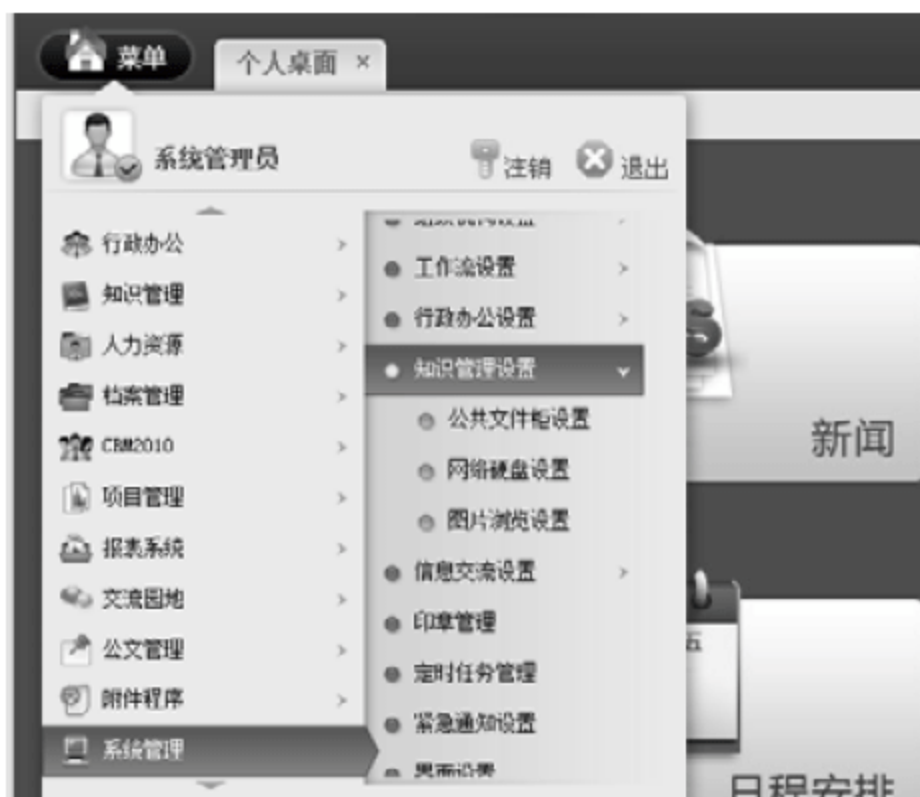 菜单
个人桌面 ×
系统管理员
注销
退出
行政办公
知识管理
人力资源
档案管理
CRM2010
项目管理
报表系统
交流园地
公文管理
附件程序
系统管理
工作流设置
行政办公设置
知识管理设置
公共文件柜设置
网络硬盘设置
图片浏览设置
信息交流设置
印章管理
定时任务管理
紧急通知设置
界面设置
新闻
五
日程安排